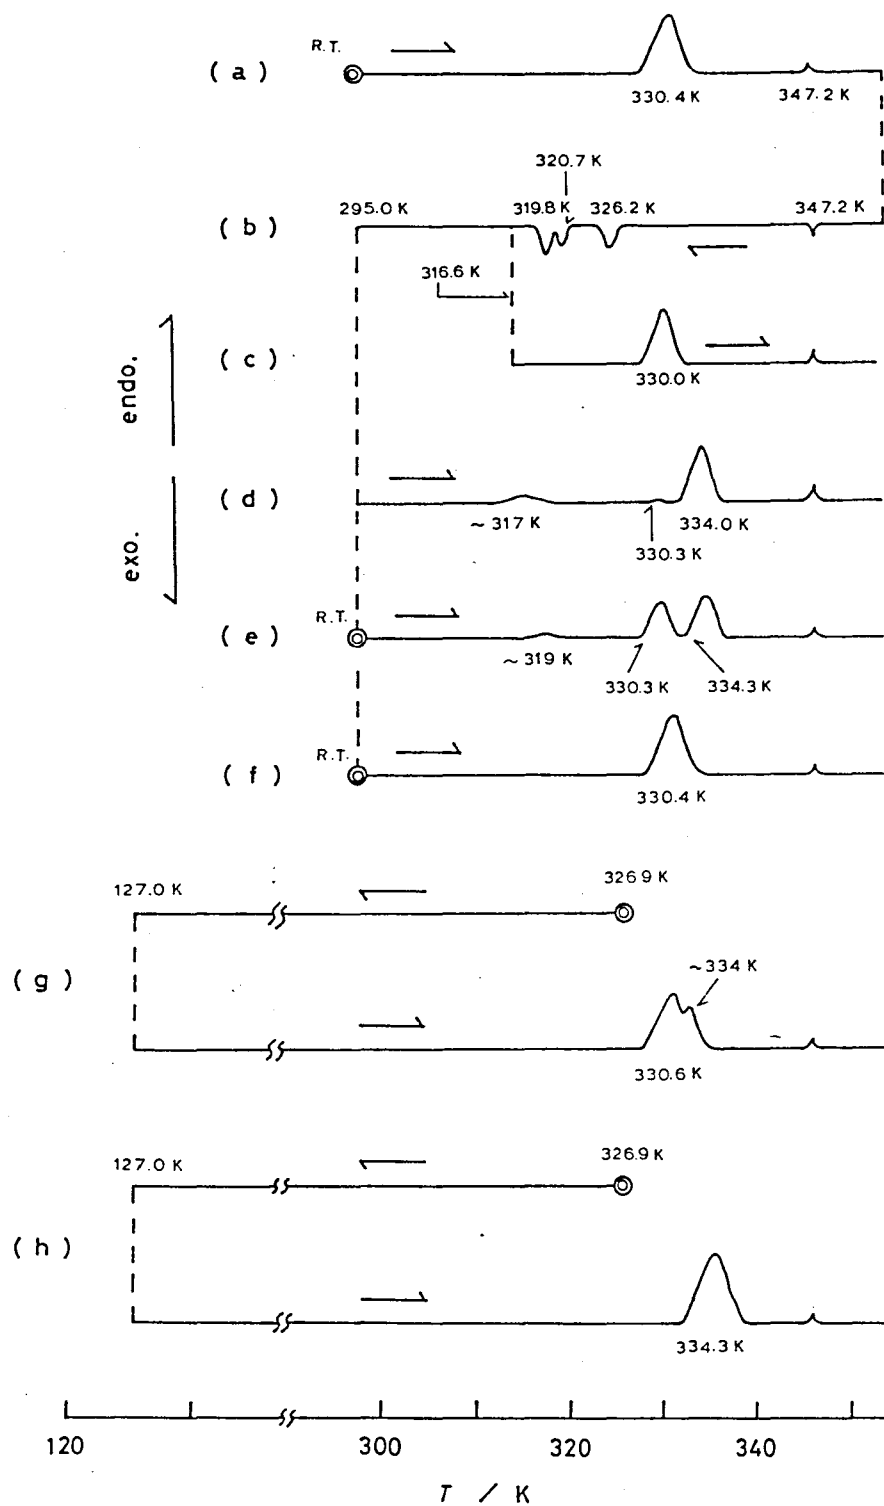 R.T.
( a )
330.4 K
347.2 K
320.7 K
( b )
295.0 K
319.8 K
326.2 K
347.2 K
316.6 K
( c )
330.0 K
endo.
exo.
( d )
~ 317 K
330.3 K
334.0 K
R.T.
( e )
~ 319 K
330.3 K
334.3 K
R.T.
( f )
330.4 K
127.0 K
326.9 K
( g )
~334 K
330.6 K
127.0 K
326.9 K
( h )
334.3 K
120
300
320
340
T / K